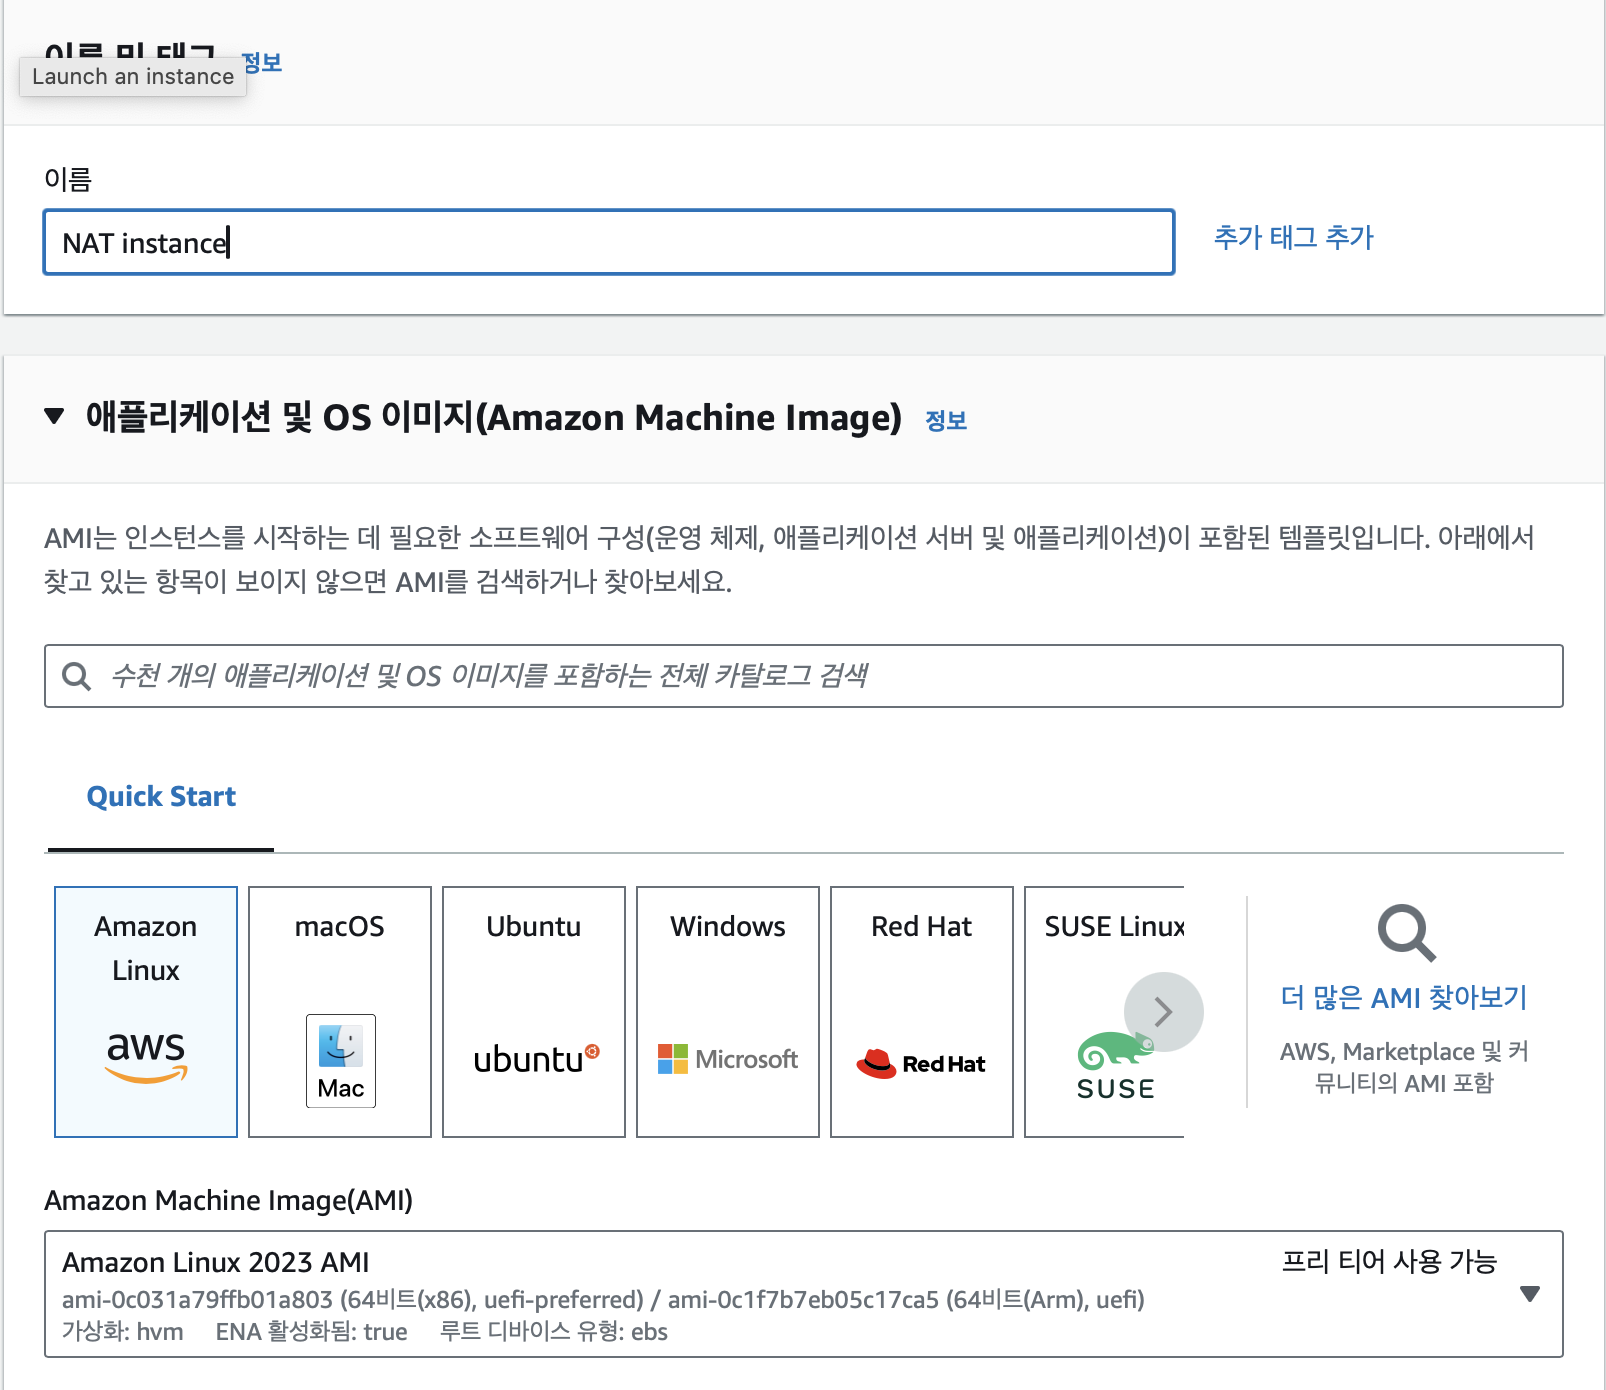 이름 및 태그 정보
Launch an instance
이름
NAT instance
추가 태그 추가
애플리케이션 및 OS 이미지(Amazon Machine Image) 정보
AMI는 인스턴스를 시작하는 데 필요한 소프트웨어 구성(운영 체제, 애플리케이션 서버 및 애플리케이션)이 포함된 템플릿입니다. 아래에서
찾고 있는 항목이 보이지 않으면 AMI를 검색하거나 찾아보세요.
수천 개의 애플리케이션 및 OS 이미지를 포함하는 전체 카탈로그 검색
Quick Start
Amazon
Linux
aws
macOS
Mac
Ubuntu
ubuntu
Windows
Microsoft
Red Hat
Red Hat
SUSE Linux
SUSE
더 많은 AMI 찾아보기
AWS, Marketplace 및 커
뮤니티의 AMI 포함
Amazon Machine Image(AMI)
Amazon Linux 2023 AMI 프리 티어 사용 가능
ami-0c031a79ffb01a803 (64비트(x86), uefi-preferred) / ami-0c1f7b7eb05c17ca5 (64비트(Arm), uefi)
가상화: hvm ENA 활성화됨: true 루트 디바이스 유형: ebs